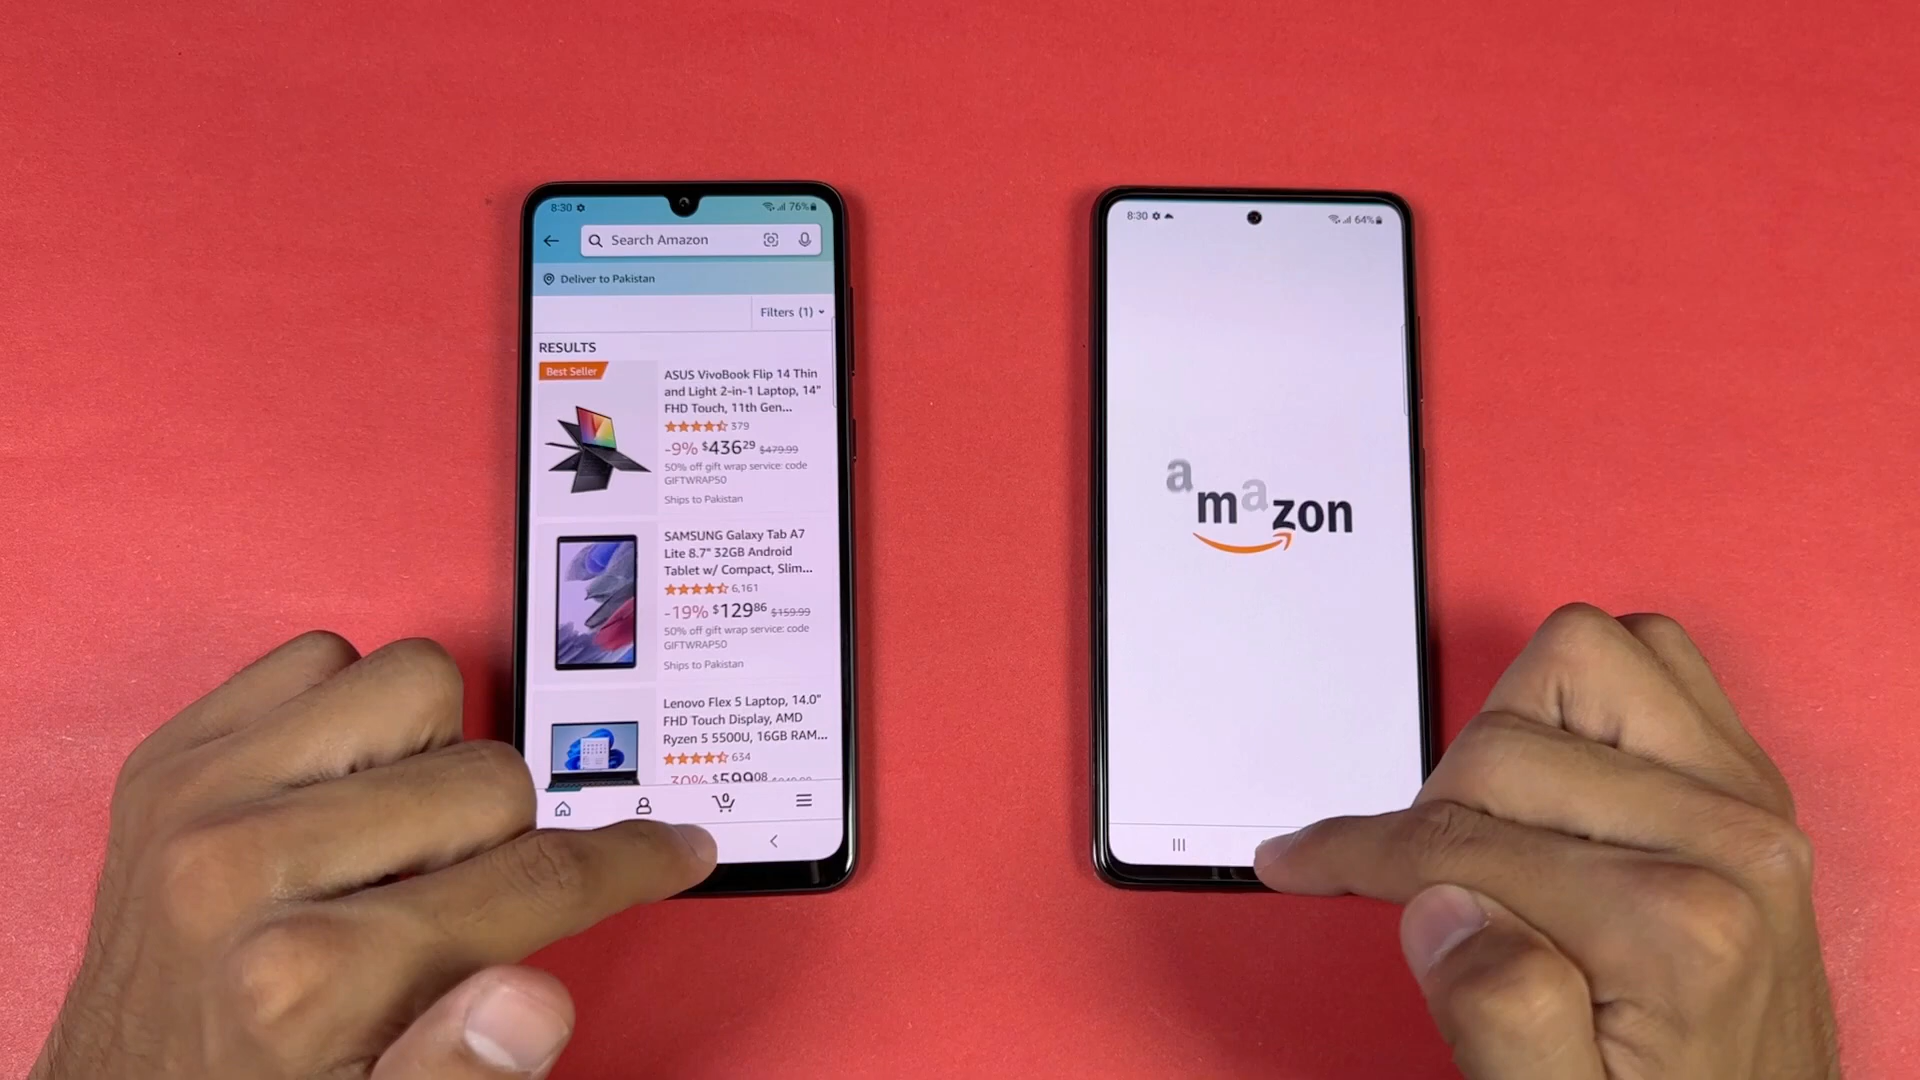 8:30
76%
Search Amazon
Deliver to Pakistan
Filters (1)
RESULTS
Best Seller
ASUS VivoBook Flip 14 Thin
and Light 2-in-1 Laptop, 14"
FHD Touch, 11th Gen...
379
-9% $436²⁹ $479.99
50% off gift wrap service: code
GIFTWRAP50
Ships to Pakistan
SAMSUNG Galaxy Tab A7
Lite 8.7" 32GB Android
Tablet w/ Compact, Slim...
6,161
-19% $129⁸⁶ $159.99
50% off gift wrap service: code
GIFTWRAP50
Ships to Pakistan
Lenovo Flex 5 Laptop, 14.0"
FHD Touch Display, AMD
Ryzen 5 5500U, 16GB RAM...
634
-30% $599⁰⁸
0
8:30
64%
amazon